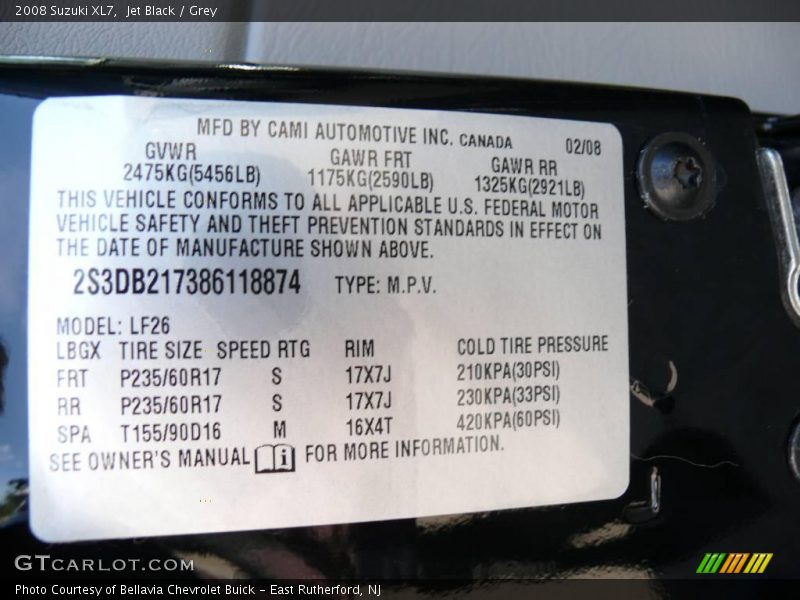 2008 Suzuki XL7,  Jet Black / Grey
MFD BY CAMI AUTOMOTIVE INC. CANADA 02/08
GVWR GAWR FRT GAWR RR
2475KG(5456LB) 1175KG(2590LB) 1325KG(2921LB)
THIS VEHICLE CONFORMS TO ALL APPLICABLE U.S. FEDERAL MOTOR
VEHICLE SAFETY AND THEFT PREVENTION STANDARDS IN EFFECT ON
THE DATE OF MANUFACTURE SHOWN ABOVE.
2S3DB217386118874 TYPE: M.P.V.
MODEL: LF26
LBGX TIRE SIZE SPEED RTG RIM COLD TIRE PRESSURE
FRT P235/60R17 S 17X7J 210KPA(30PSI)
RR P235/60R17 S 17X7J 230KPA(33PSI)
SPA T155/90D16 M 16X4T 420KPA(60PSI)
SEE OWNER'S MANUAL i FOR MORE INFORMATION.
GTCARLOT.COM
Photo Courtesy of Bellavia Chevrolet Buick - East Rutherford, NJ